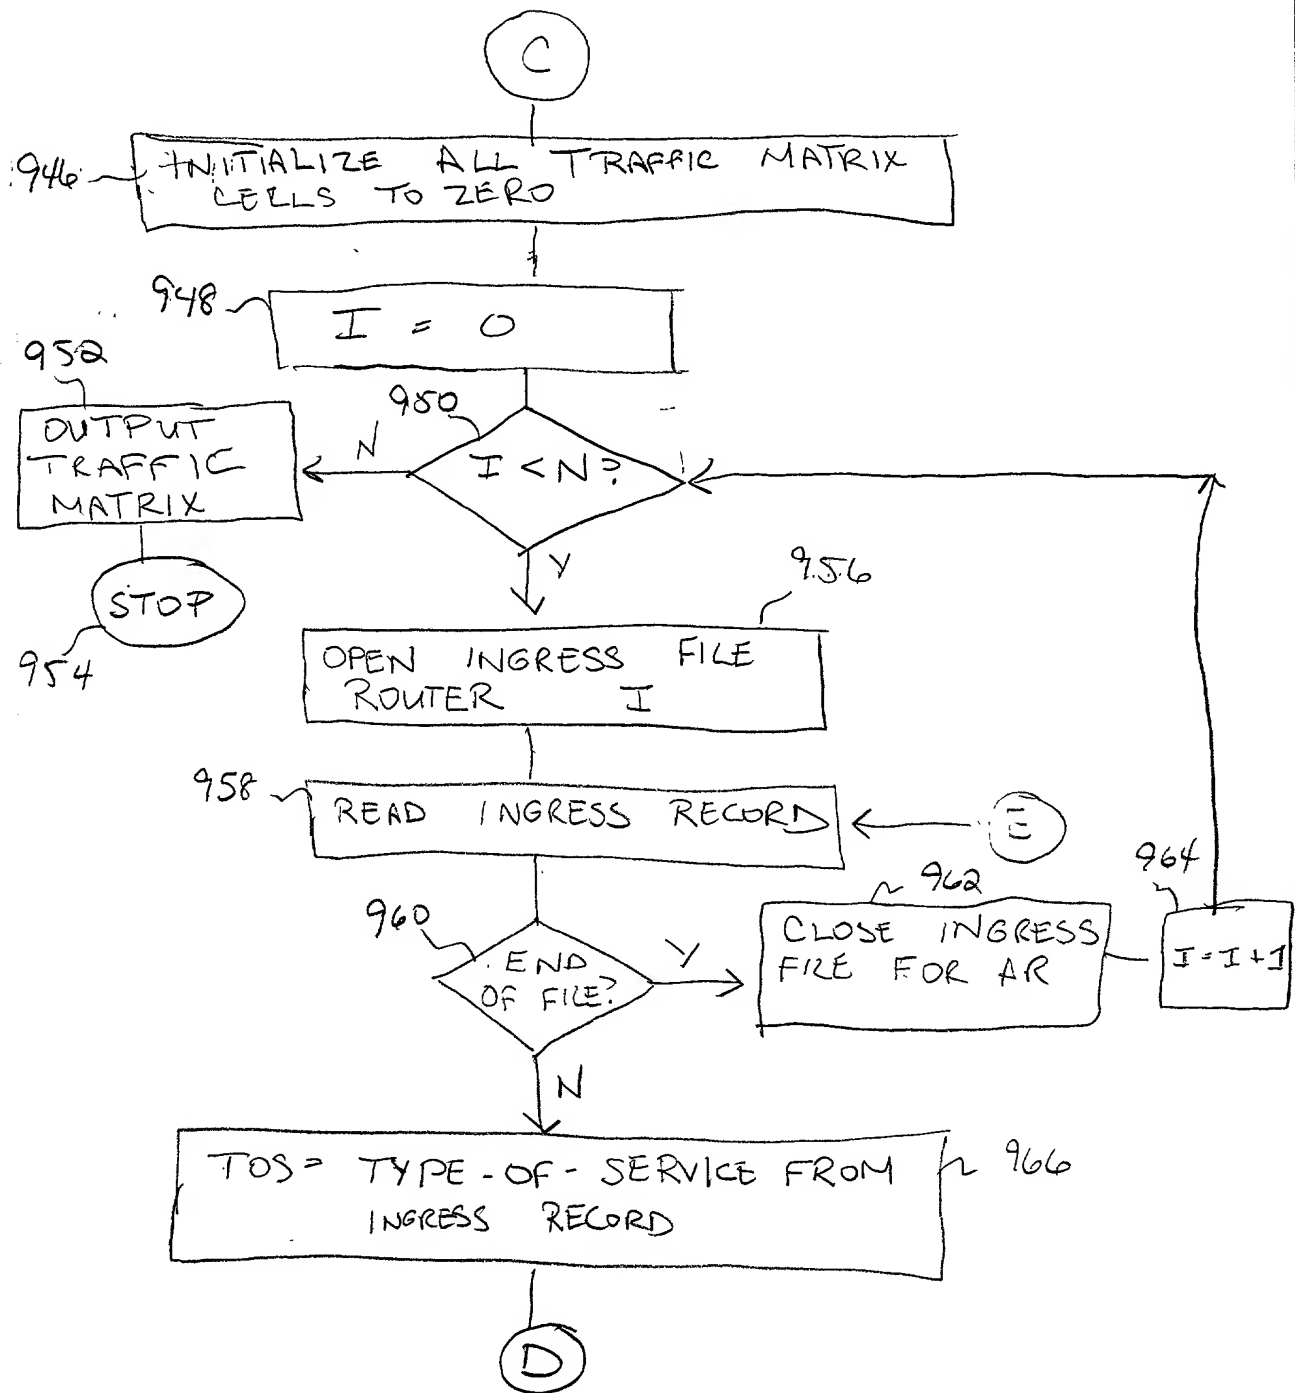 C
946
INITIALIZE ALL TRAFFIC MATRIX
CELLS TO ZERO
948
I = 0
952
OUTPUT
TRAFFIC
MATRIX
N
950
I < N?
Y
STOP
954
956
OPEN INGRESS FILE
ROUTER I
958
READ INGRESS RECORD
E
960
END
OF FILE?
Y
962
CLOSE INGRESS
FILE FOR AR
964
I = I + 1
N
TOS = TYPE-OF-SERVICE FROM
INGRESS RECORD
966
D